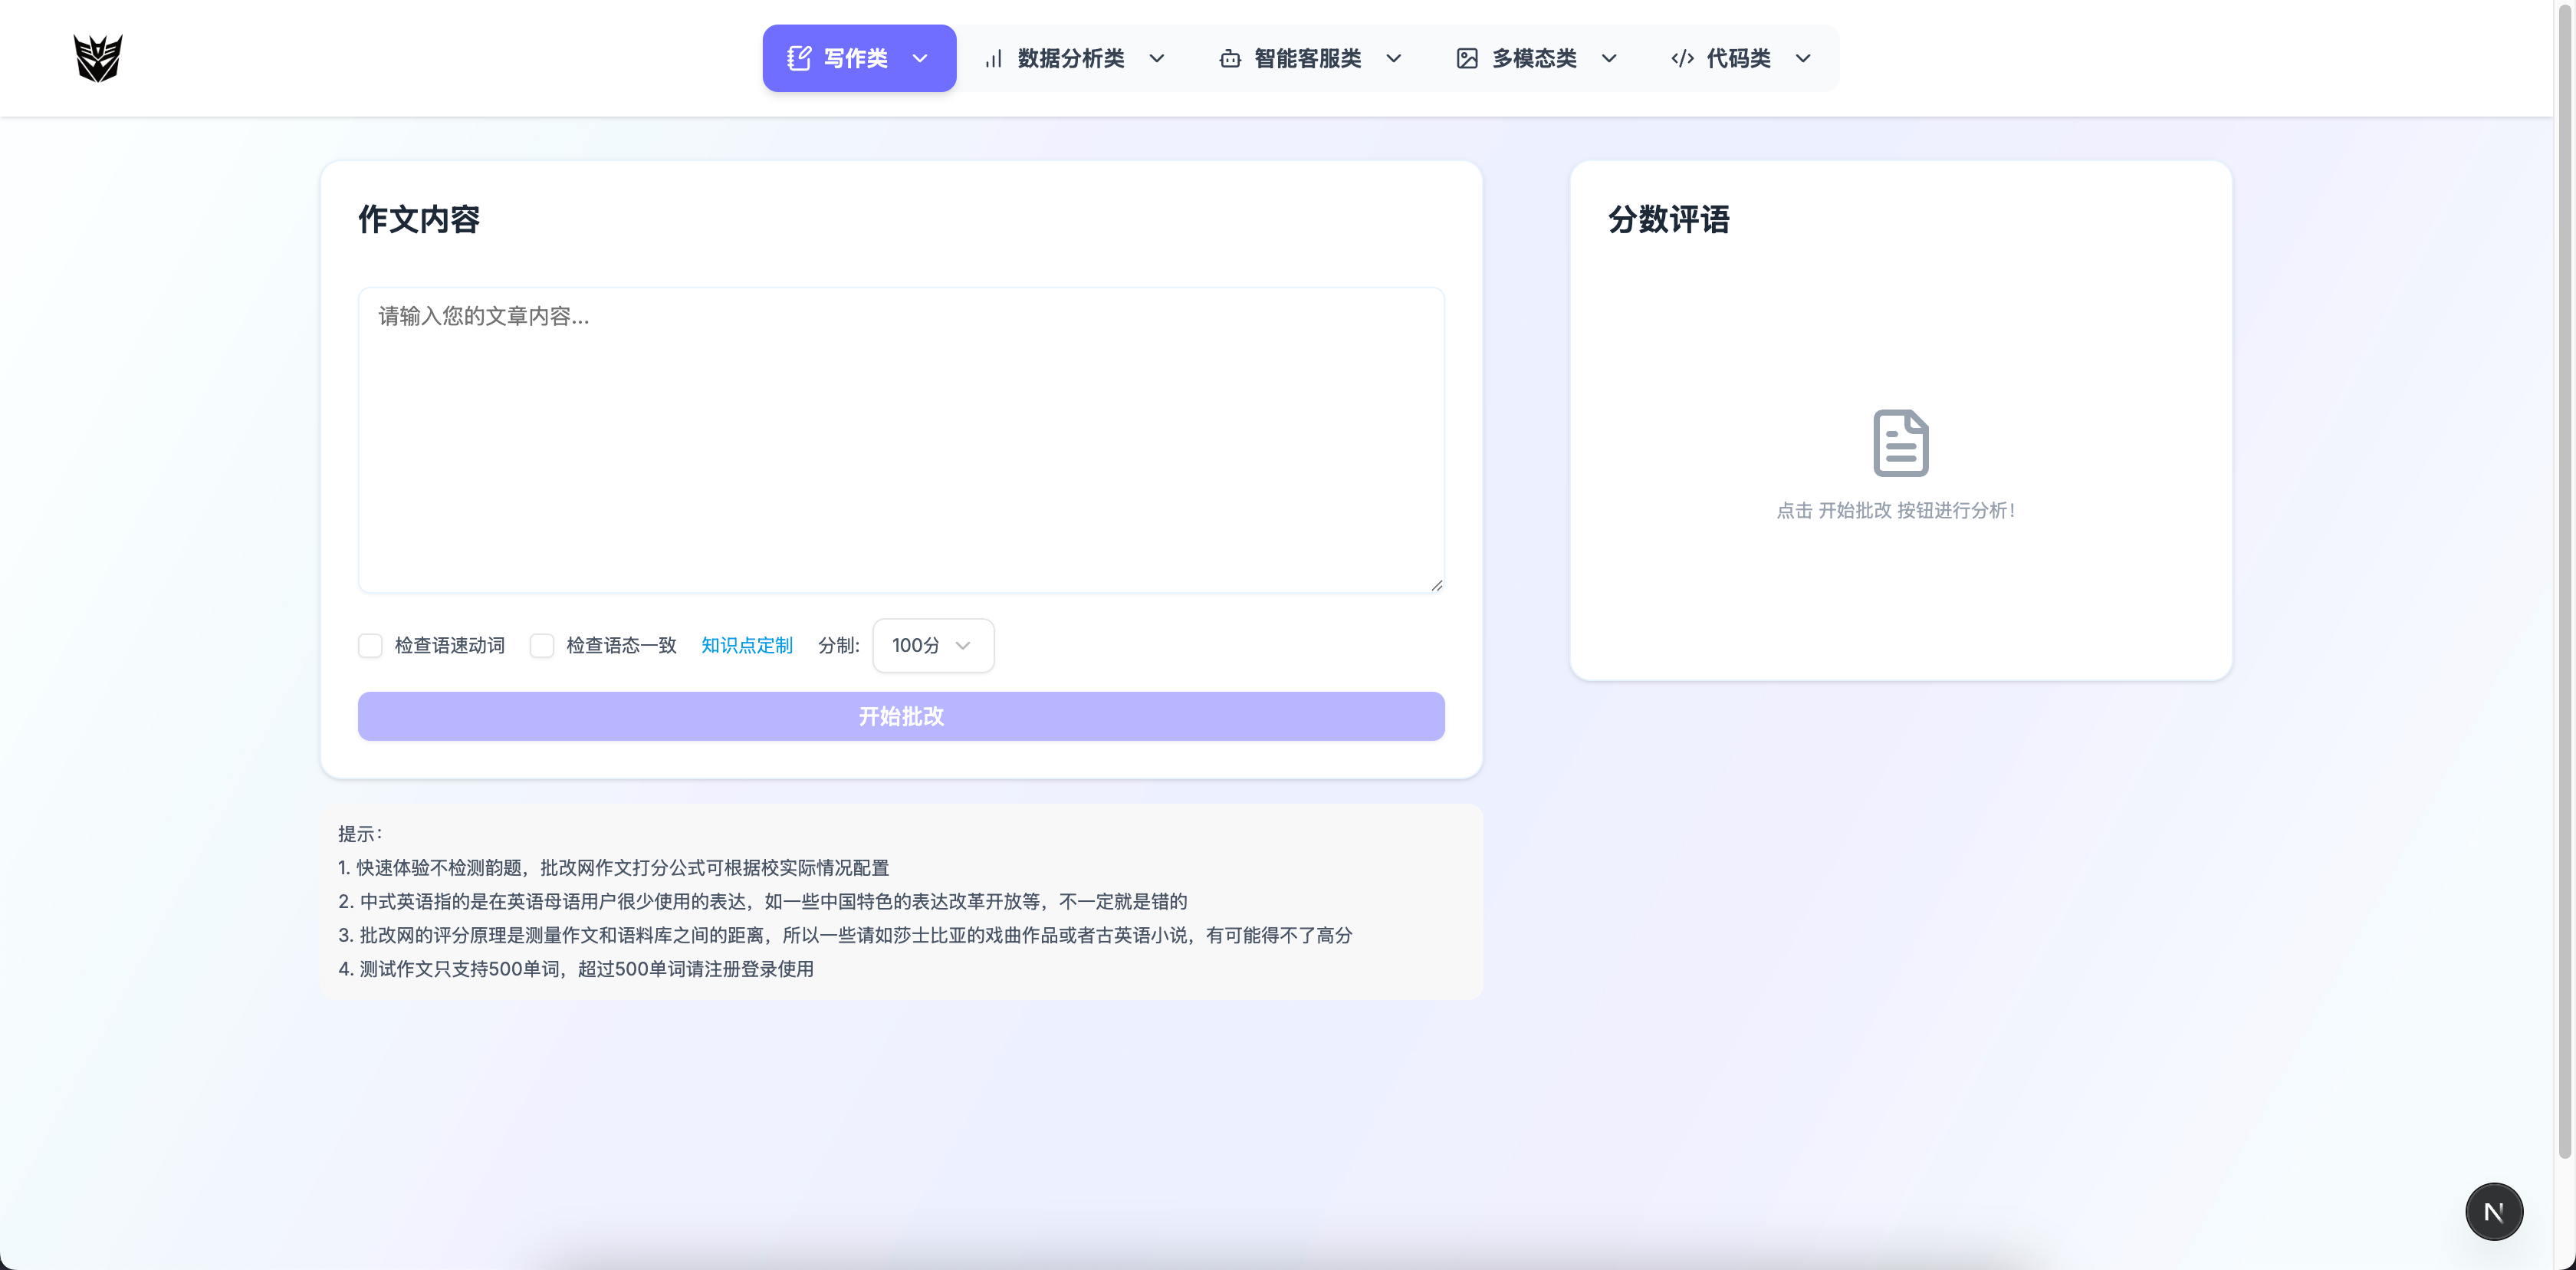 写作类
数据分析类
智能客服类
多模态类
代码类
作文内容
请输入您的文章内容...
检查语速动词
检查语态一致
知识点定制
分制:
100分
开始批改
提示：
1. 快速体验不检测韵题，批改网作文打分公式可根据校实际情况配置
2. 中式英语指的是在英语母语用户很少使用的表达，如一些中国特色的表达改革开放等，不一定就是错的
3. 批改网的评分原理是测量作文和语料库之间的距离，所以一些请如莎士比亚的戏曲作品或者古英语小说，有可能得不了高分
4. 测试作文只支持500单词，超过500单词请注册登录使用
分数评语
点击 开始批改 按钮进行分析！
N